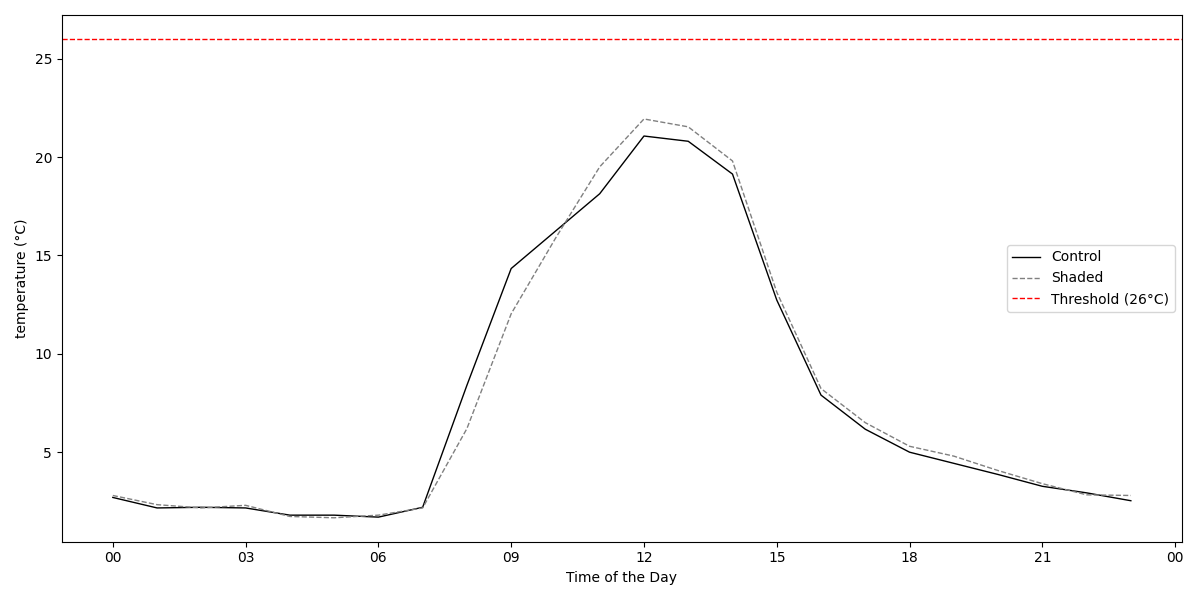 25
20
15
10
5
temperature (°C)
Control
Shaded
Threshold (26°C)
00 03 06 09 12 15 18 21 00
Time of the Day